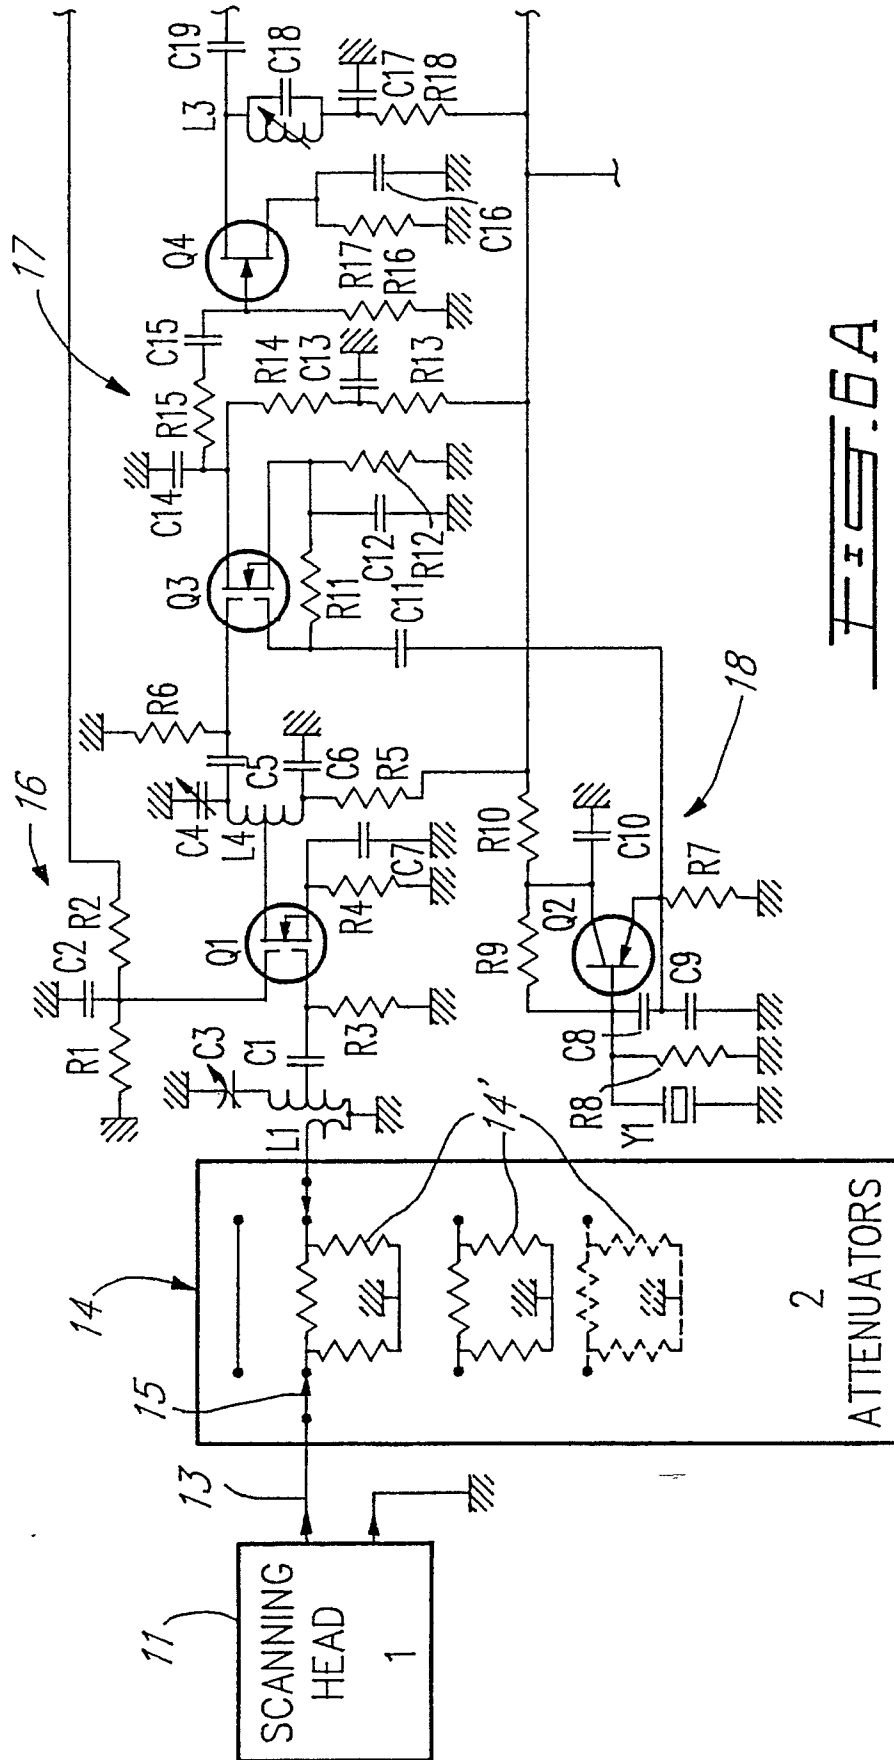 11
SCANNING
HEAD
1
13
15
14
14'
2
ATTENUATORS
16
17
18
R1
C2
R2
C3
L1
C1
R3
Q1
R4
C7
C4
L4
C5
C6
R5
R6
Q3
R11
C11
C12
R12
C14
R15
C15
R14
C13
R13
Q4
R17
R16
C16
L3
C18
C17
R18
C19
R9
R10
Q2
C10
R7
C8
C9
R8
Y1
FIG. 6A